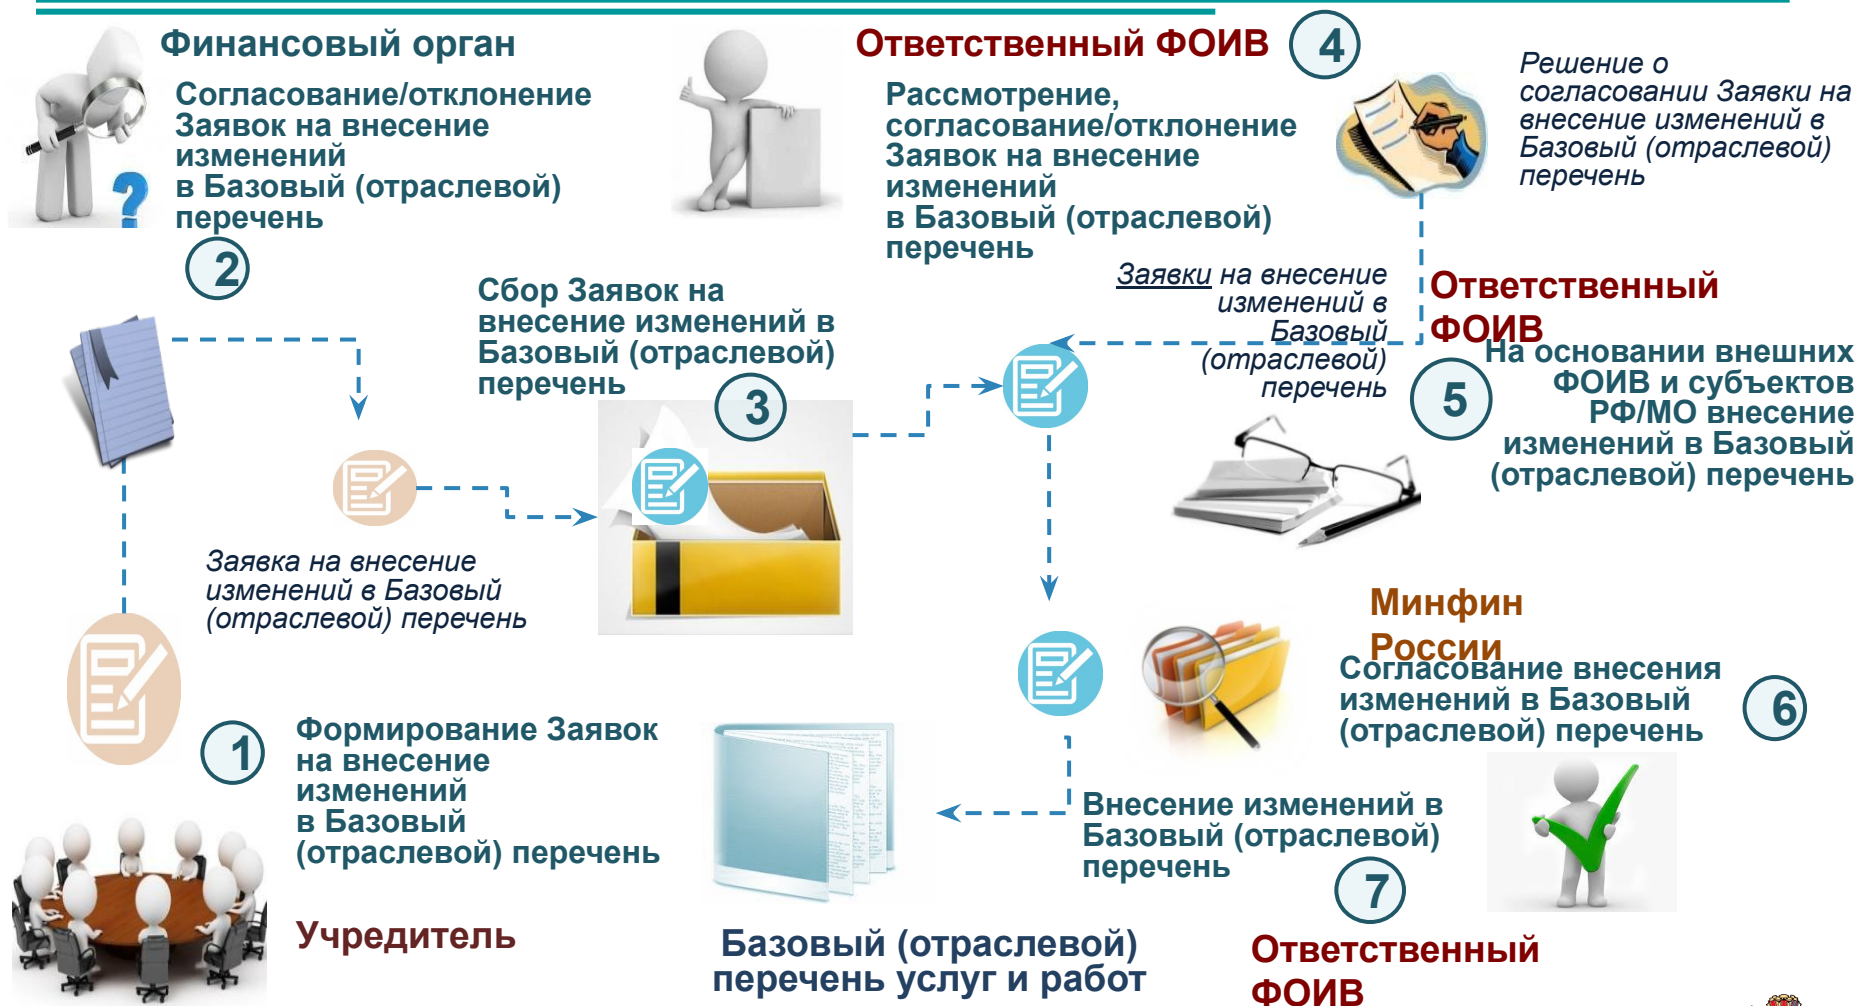 Финансовый орган
Согласование/отклонение
Заявок на внесение
изменений
в Базовый (отраслевой)
перечень
2
Ответственный ФОИВ
4
Рассмотрение,
согласование/отклонение
Заявок на внесение
изменений
в Базовый (отраслевой)
перечень
Решение о
согласовании Заявки на
внесение изменений в
Базовый (отраслевой)
перечень
Сбор Заявок на
внесение изменений в
Базовый (отраслевой)
перечень
3
Заявки на внесение
изменений в
Базовый
(отраслевой)
перечень
Ответственный
ФОИВ
5
На основании внешних
ФОИВ и субъектов
РФ/МО внесение
изменений в Базовый
(отраслевой) перечень
Заявка на внесение
изменений в Базовый
(отраслевой) перечень
Минфин
России
Согласование внесения
изменений в Базовый
(отраслевой) перечень
6
1
Формирование Заявок
на внесение
изменений
в Базовый
(отраслевой) перечень
Учредитель
Внесение изменений в
Базовый (отраслевой)
перечень
7
Ответственный
ФОИВ
Базовый (отраслевой)
перечень услуг и работ